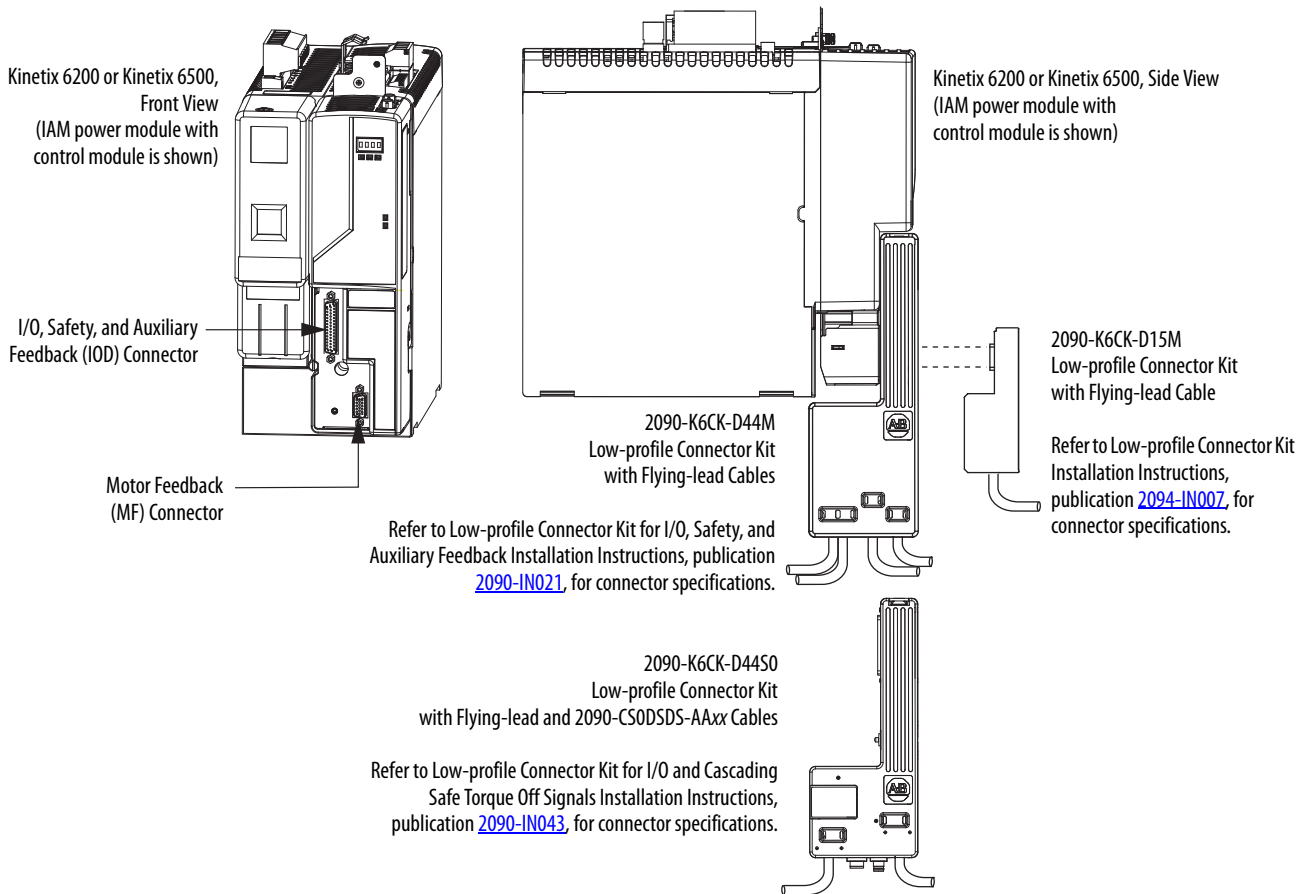 Kinetix 6200 or Kinetix 6500,
Front View
(IAM power module with
control module is shown)
I/O, Safety, and Auxiliary
Feedback (IOD) Connector
Motor Feedback
(MF) Connector
Kinetix 6200 or Kinetix 6500, Side View
(IAM power module with
control module is shown)
2090-K6CK-D15M
Low-profile Connector Kit
with Flying-lead Cable
Refer to Low-profile Connector Kit
Installation Instructions,
publication 2094-IN007, for
connector specifications.
2090-K6CK-D44M
Low-profile Connector Kit
with Flying-lead Cables
Refer to Low-profile Connector Kit for I/O, Safety, and
Auxiliary Feedback Installation Instructions, publication
2090-IN021, for connector specifications.
A-B
2090-K6CK-D44S0
Low-profile Connector Kit
with Flying-lead and 2090-CS0DSDS-AAxx Cables
Refer to Low-profile Connector Kit for I/O and Cascading
Safe Torque Off Signals Installation Instructions,
publication 2090-IN043, for connector specifications.
A-B